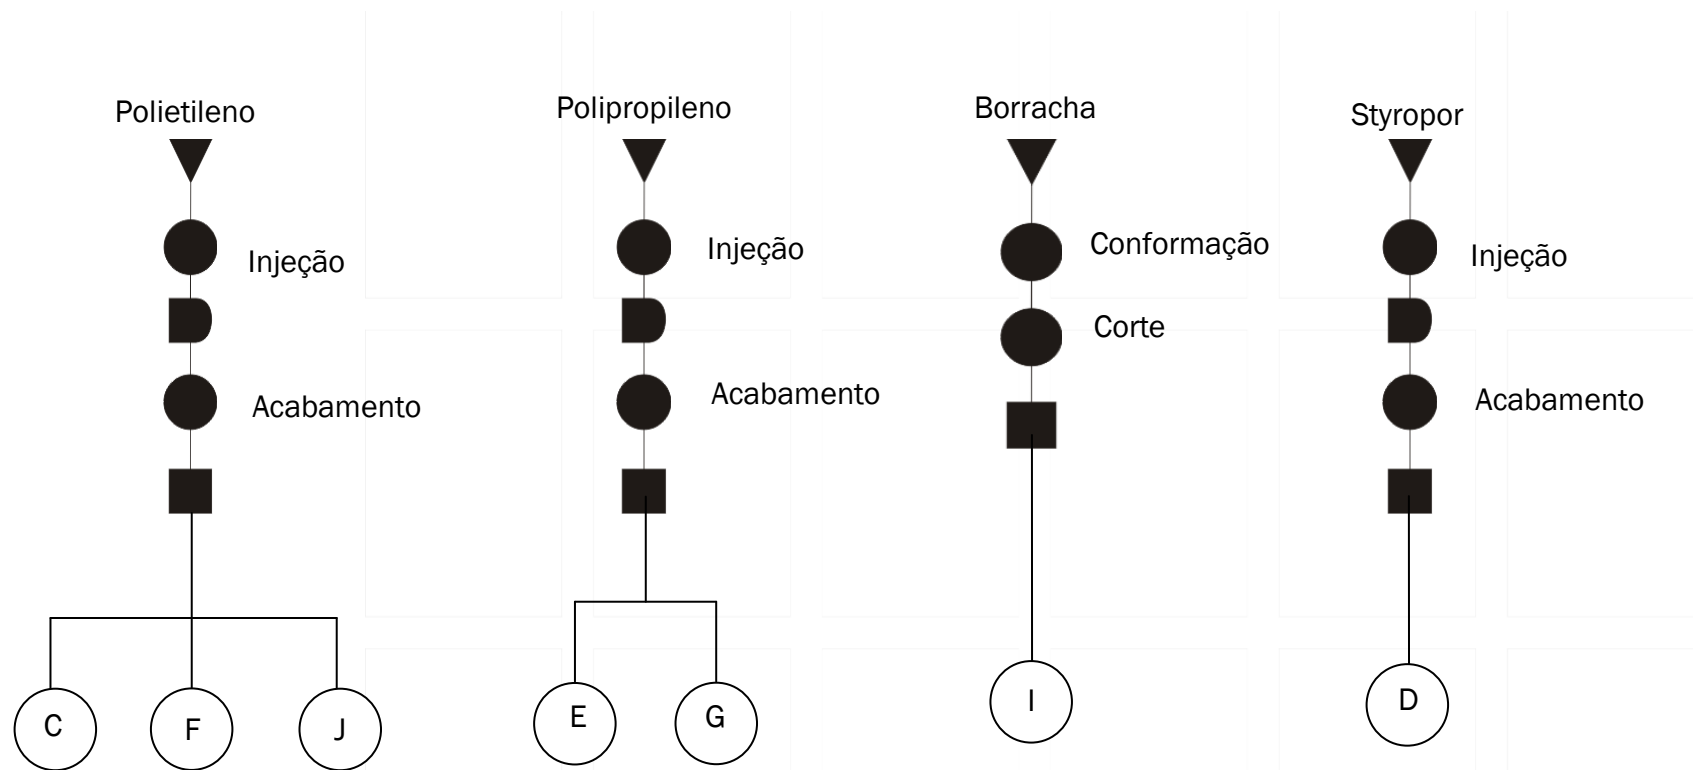 Polietileno
Injeção
Acabamento
C
F
J
Polipropileno
Injeção
Acabamento
E
G
Borracha
Conformação
Corte
I
Styropor
Injeção
Acabamento
D